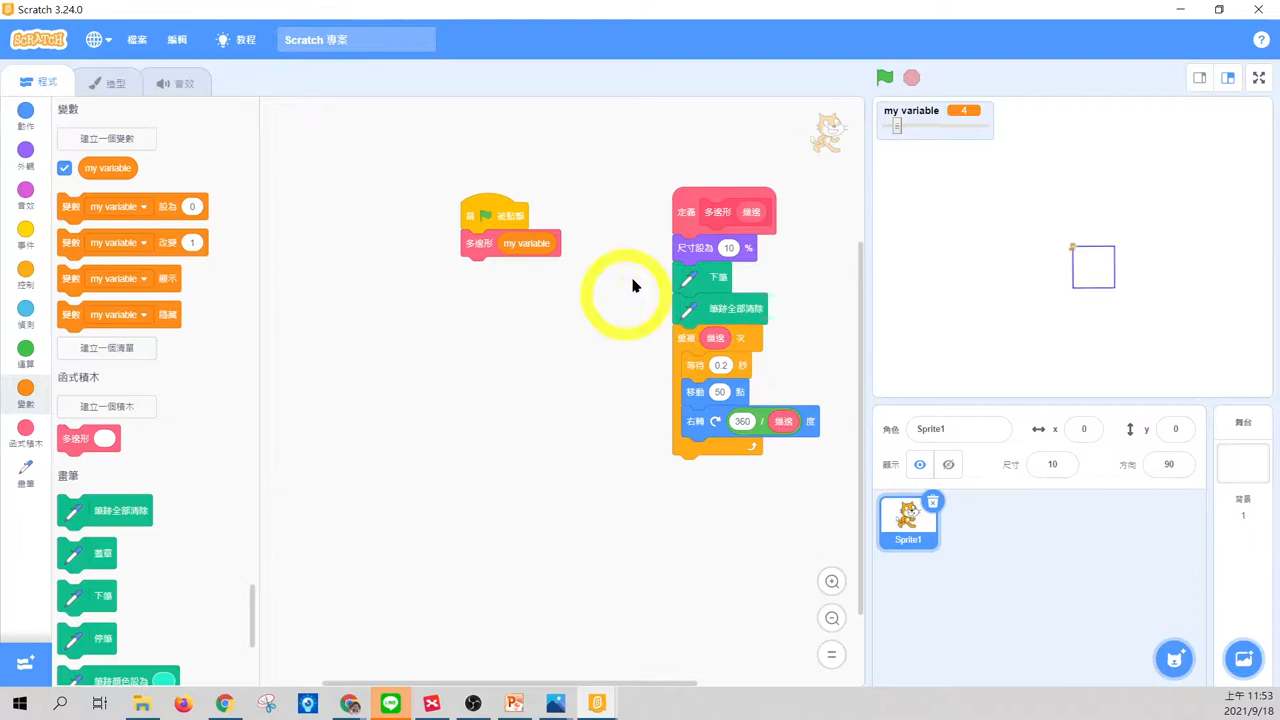 Scratch 3.24.0
SCRATCH
檔案
編輯
教程
Scratch 專案
程式
造型
音效
動作
外觀
音效
事件
控制
偵測
運算
變數
函式積木
畫筆
變數
建立一個變數
my variable
變數 my variable 設為 0
變數 my variable 改變 1
變數 my variable 顯示
變數 my variable 隱藏
建立一個清單
函式積木
建立一個積木
多邊形
畫筆
筆跡全部清除
蓋章
下筆
停筆
筆跡顏色設為
當 被點擊
多邊形 my variable
定義 多邊形 幾邊
尺寸設為 10 %
下筆
筆跡全部清除
重複 幾邊 次
等待 0.2 秒
移動 50 點
右轉 360 / 幾邊 度
my variable 4
角色 Sprite1 x 0 y 0
顯示 尺寸 10 方向 90
Sprite1
舞台
背景
1
上午 11:53
2021/9/18
LINE